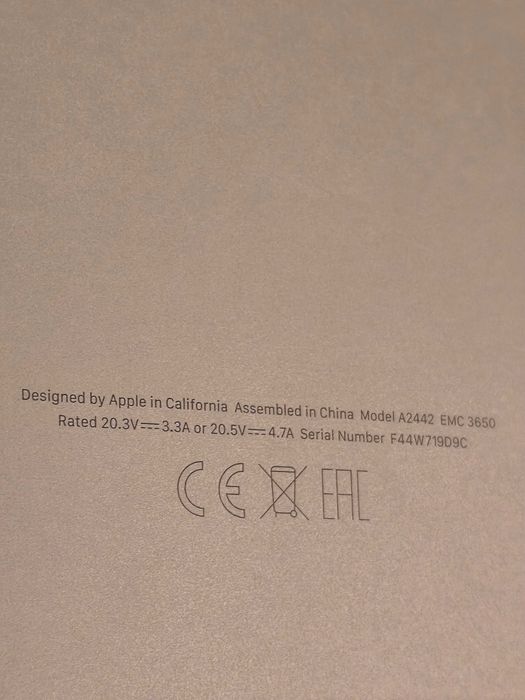 Designed by Apple in California Assembled in China Model A2442 EMC 3650
Rated 20.3V⎓3.3A or 20.5V⎓4.7A Serial Number F44W719D9C
CE EAC